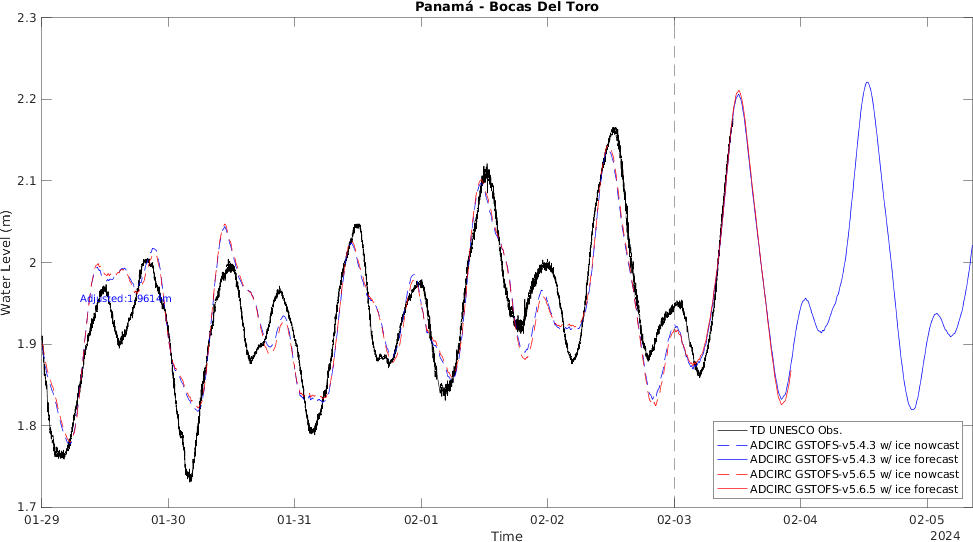 Panamá - Bocas Del Toro
2.3
2.2
2.1
2
1.9
1.8
1.7
Water Level (m)
Adjusted:1.9614m
TD UNESCO Obs.
ADCIRC GSTOFS-v5.4.3 w/ ice nowcast
ADCIRC GSTOFS-v5.4.3 w/ ice forecast
ADCIRC GSTOFS-v5.6.5 w/ ice nowcast
ADCIRC GSTOFS-v5.6.5 w/ ice forecast
01-29 01-30 01-31 02-01 02-02 02-03 02-04 02-05
Time
2024